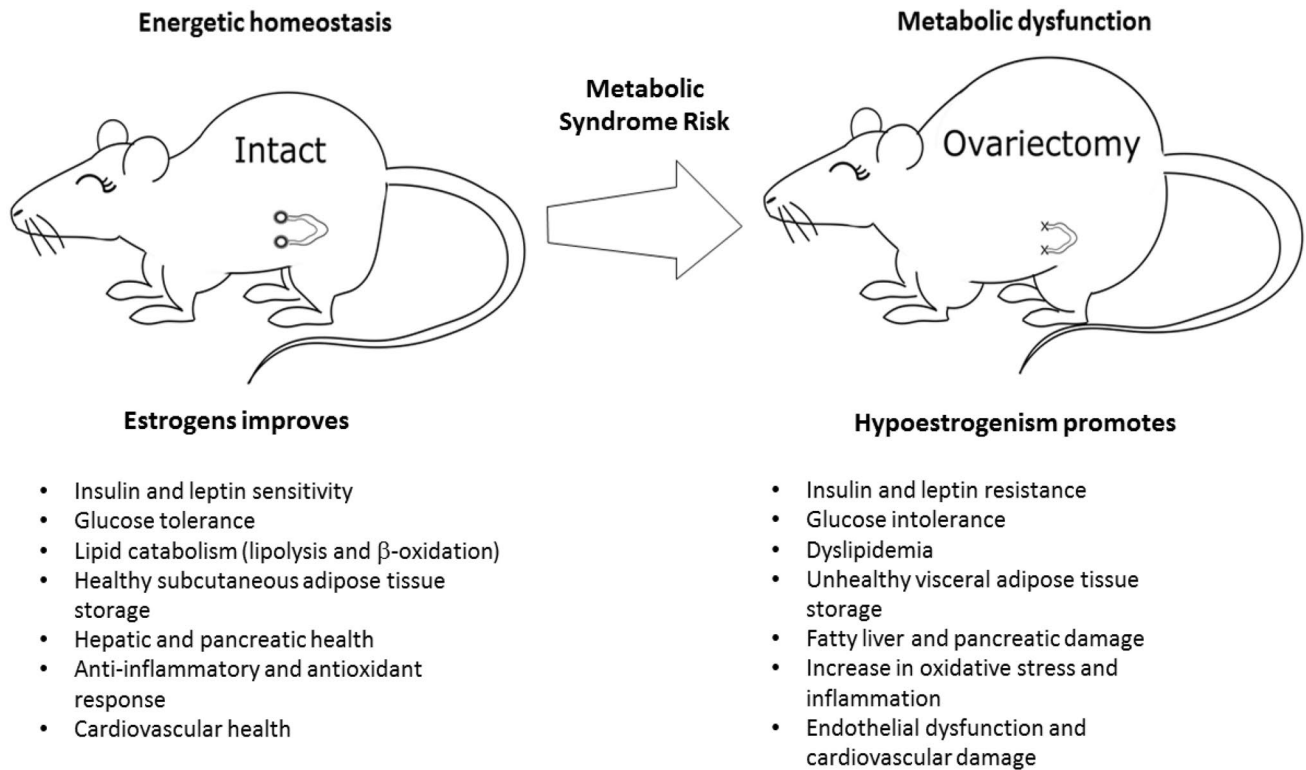 Energetic homeostasis
Metabolic dysfunction
Metabolic
Syndrome Risk
Intact
Ovariectomy
Estrogens improves
• Insulin and leptin sensitivity
• Glucose tolerance
• Lipid catabolism (lipolysis and β-oxidation)
• Healthy subcutaneous adipose tissue
storage
• Hepatic and pancreatic health
• Anti-inflammatory and antioxidant
response
• Cardiovascular health
Hypoestrogenism promotes
• Insulin and leptin resistance
• Glucose intolerance
• Dyslipidemia
• Unhealthy visceral adipose tissue
storage
• Fatty liver and pancreatic damage
• Increase in oxidative stress and
inflammation
• Endothelial dysfunction and
cardiovascular damage